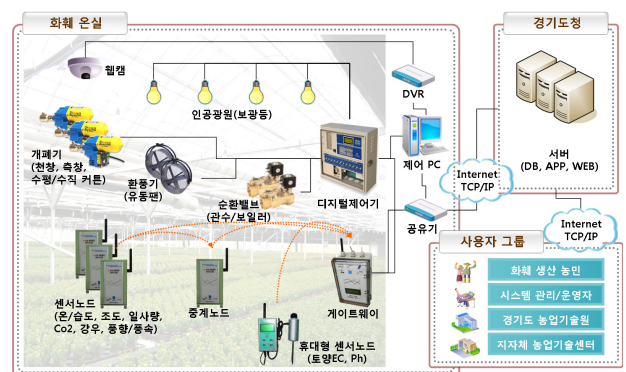 화훼 온실
경기도청
웹캠
인공광원(보광등)
DVR
개폐기
(천창, 측창,
수평/수직 커튼)
환풍기
(유동팬)
순환밸브
(관수/보일러)
디지털제어기
제어 PC
공유기
Internet
TCP/IP
서버
(DB, APP, WEB)
Internet
TCP/IP
센서노드
(온/습도, 조도, 일사량,
Co2, 강우, 풍향/풍속)
중계노드
게이트웨이
휴대형 센서노드
(토양EC, Ph)
사용자 그룹
화훼 생산 농민
시스템 관리/운영자
경기도 농업기술원
지자체 농업기술센터